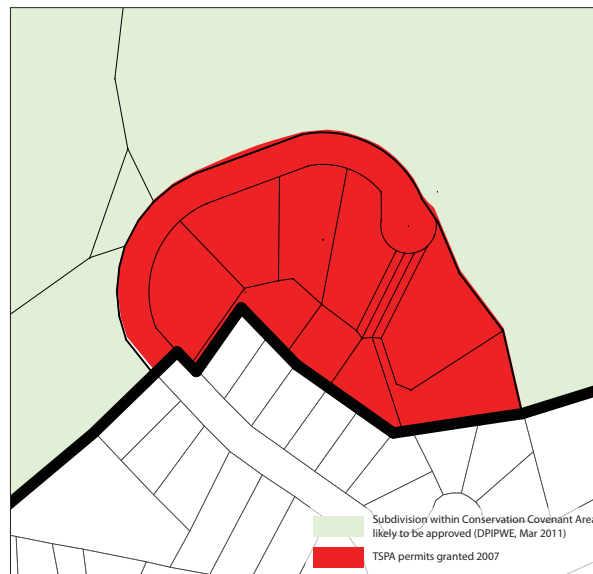 Subdivision within Conservation Covenant Area
likely to be approved (DPIPWE, Mar 2011)
TSPA permits granted 2007